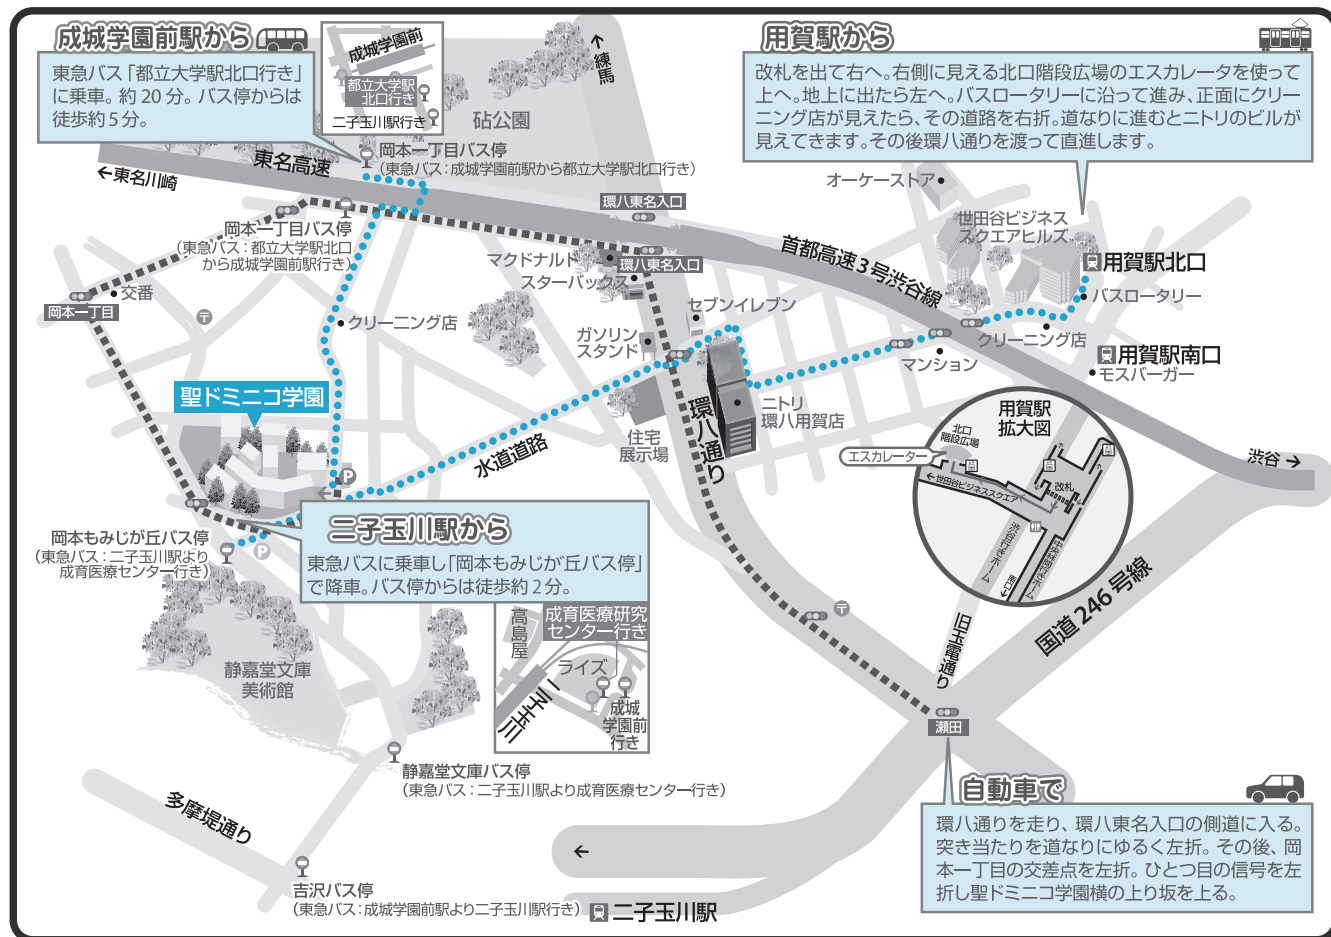 成城学園前駅から
東急バス「都立大学駅北口行き」
に乗車。約20分。バス停からは
徒歩約5分。
成城学園前
都立大学駅
北口行き
二子玉川駅行き
砧公園
↑練馬
用賀駅から
改札を出て右へ。右側に見える北口階段広場のエスカレータを使って
上へ。地上に出たら左へ。バスロータリーに沿って進み、正面にクリー
ニング店が見えたら、その道路を右折。道なりに進むとニトリのビルが
見えてきます。その後環八通りを渡って直進します。
岡本一丁目バス停
(東急バス:成城学園前駅から都立大学駅北口行き)
東名高速
←東名川崎
環八東名入口
オーケーストア
世田谷ビジネス
スクエアヒルズ
岡本一丁目バス停
(東急バス:都立大学駅北口
から成城学園前駅行き)
マクドナルド
環八東名入口
スターバックス
首都高速3号渋谷線
用賀駅北口
バスロータリー
交番
岡本一丁目
〒
クリーニング店
セブンイレブン
ガソリン
スタンド
クリーニング店
マンション
用賀駅南口
モスバーガー
聖ドミニコ学園
ニトリ
環八用賀店
環八通り
住宅
展示場
水道道路
用賀駅
拡大図
北口
階段広場
エスカレーター
改札
←世田谷ビジネススクエア
渋谷行きホーム
中央林間行きホーム
南口→
渋谷→
P
岡本もみじが丘バス停
(東急バス:二子玉川駅より
成育医療センター行き)
P
二子玉川駅から
東急バスに乗車し「岡本もみじが丘バス停」
で降車。バス停からは徒歩約2分。
高島屋
成育医療研究
センター行き
ライズ
二子玉川
成城
学園前
行き
〒
国道246号線
旧玉電通り
瀬田
静嘉堂文庫
美術館
静嘉堂文庫バス停
(東急バス:二子玉川駅より成育医療センター行き)
多摩堤通り
自動車で
環八通りを走り、環八東名入口の側道に入る。
突き当たりを道なりにゆるく左折。その後、岡
本一丁目の交差点を左折。ひとつ目の信号を左
折し聖ドミニコ学園横の上り坂を上る。
←
吉沢バス停
(東急バス:成城学園前駅より二子玉川駅行き)
二子玉川駅